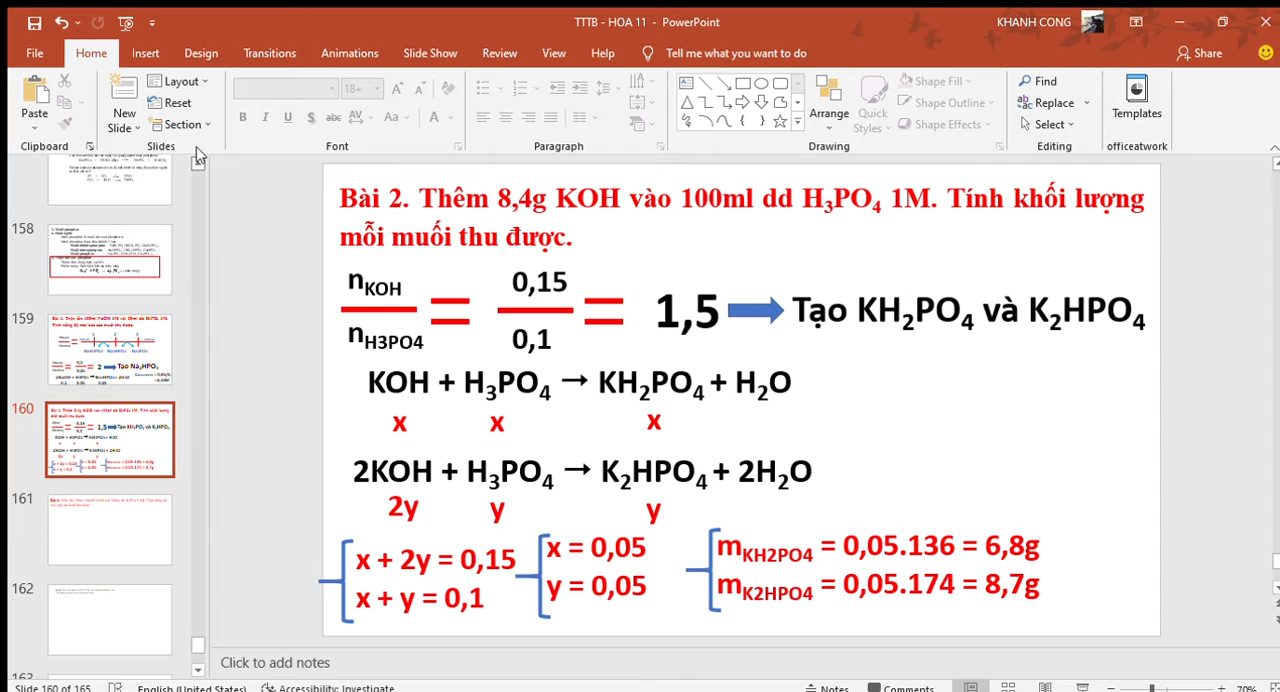 TTTB - HOA 11 - PowerPoint
KHANH CONG
File Home Insert Design Transitions Animations Slide Show Review View Help Tell me what you want to do Share
Paste
Clipboard
New Slide
Layout
Reset
Section
Slides
18+
B I U S abc AV Aa A
Font
Paragraph
Arrange
Quick Styles
Shape Fill
Shape Outline
Shape Effects
Drawing
Find
Replace
Select
Editing
Templates
officeatwork
158
159
160
161
162
Bài 2. Thêm 8,4g KOH vào 100ml dd H₃PO₄ 1M. Tính khối lượng
mỗi muối thu được.
nKOH / nH3PO4 = 0,15 / 0,1 = 1,5 Tạo KH₂PO₄ và K₂HPO₄
KOH + H₃PO₄ → KH₂PO₄ + H₂O
x x x
2KOH + H₃PO₄ → K₂HPO₄ + 2H₂O
2y y y
x + 2y = 0,15
x + y = 0,1
x = 0,05
y = 0,05
mKH2PO4 = 0,05.136 = 6,8g
mK2HPO4 = 0,05.174 = 8,7g
Click to add notes
Slide 160 of 165 English (United States) Accessibility: Investigate Notes Comments 70%